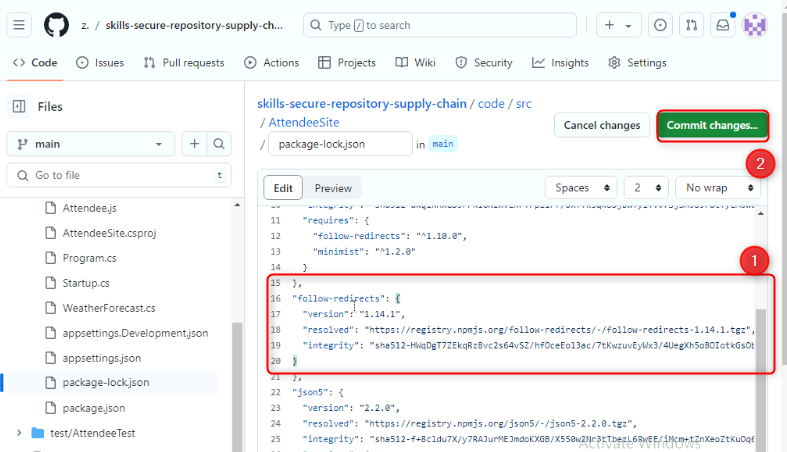 z. / skills-secure-repository-supply-cha...
Type / to search
Code Issues Pull requests Actions Projects Wiki Security Insights Settings
Files
main
Go to file t
Attendee.js
AttendeeSite.csproj
Program.cs
Startup.cs
WeatherForecast.cs
appsettings.Development.json
appsettings.json
package-lock.json
package.json
test/AttendeeTest
skills-secure-repository-supply-chain / code / src
/ AttendeeSite
/ package-lock.json in main
Cancel changes Commit changes...
2
Edit Preview Spaces 2 No wrap
1
11 "requires": {
12 "follow-redirects": "^1.10.0",
13 "minimist": "^1.2.0"
14 }
15 },
16 "follow-redirects": {
17 "version": "1.14.1",
18 "resolved": "https://registry.npmjs.org/follow-redirects/-/follow-redirects-1.14.1.tgz",
19 "integrity": "sha512-HWqDgT7ZEkqRzBvc2s64vSZ/hfOceEol3ac/7tKwzuvEyWx3/4UegXh5oBOIotkGsOb
20 }
21 },
22 "json5": {
23 "version": "2.2.0",
24 "resolved": "https://registry.npmjs.org/json5/-/json5-2.2.0.tgz",
25 "integrity": "sha512-f+8cldu7X/y7RAJurMEJmdoKXGB/X550w2Nr3tTbezL6RwEE/iMcm+tZnXeoZtKuOq6
Activate Windows